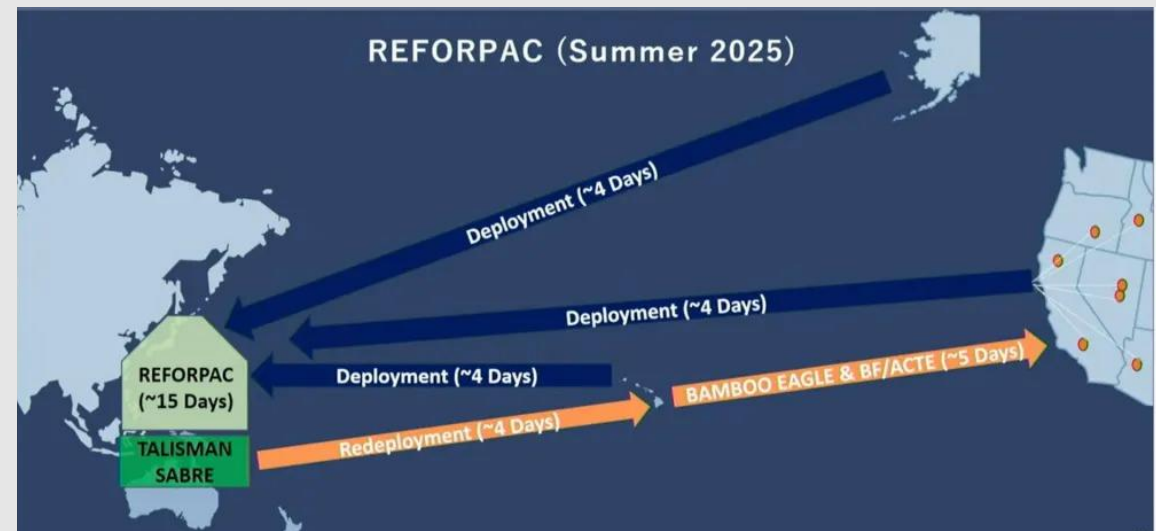 REFORPAC (Summer 2025)
Deployment (~4 Days)
Deployment (~4 Days)
Deployment (~4 Days)
BAMBOO EAGLE & BF/ACTE (~5 Days)
REFORPAC
(~15 Days)
Redeployment (~4 Days)
TALISMAN
SABRE